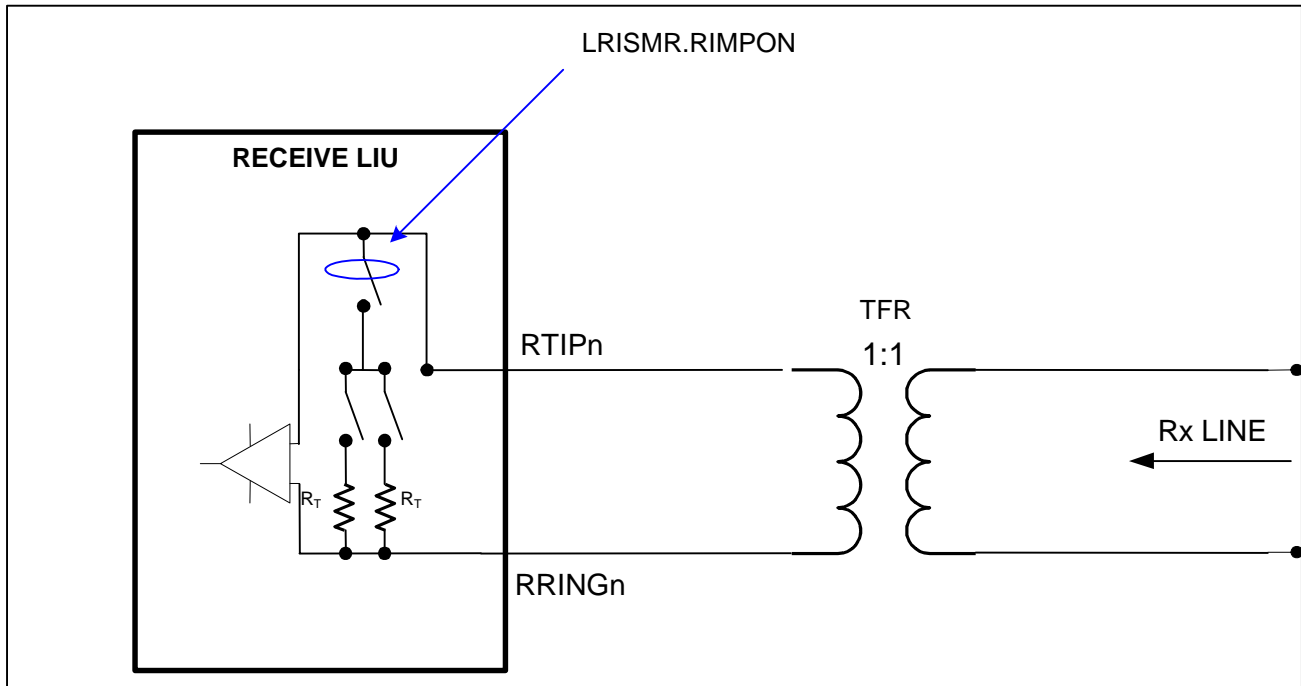 LRISMR.RIMPON
RECEIVE LIU
TFR
1:1
RTIPn
Rx LINE
RT
RT
RRINGn